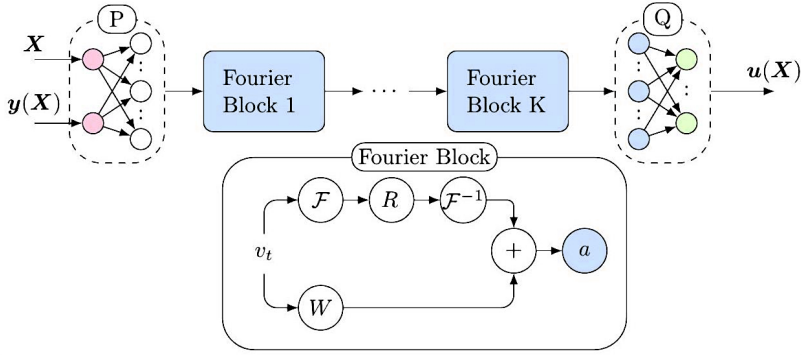 P
Q
X
y(X)
Fourier
Block 1
· · ·
Fourier
Block K
u(X)
Fourier Block
v_t
F
R
F^{-1}
W
+
a